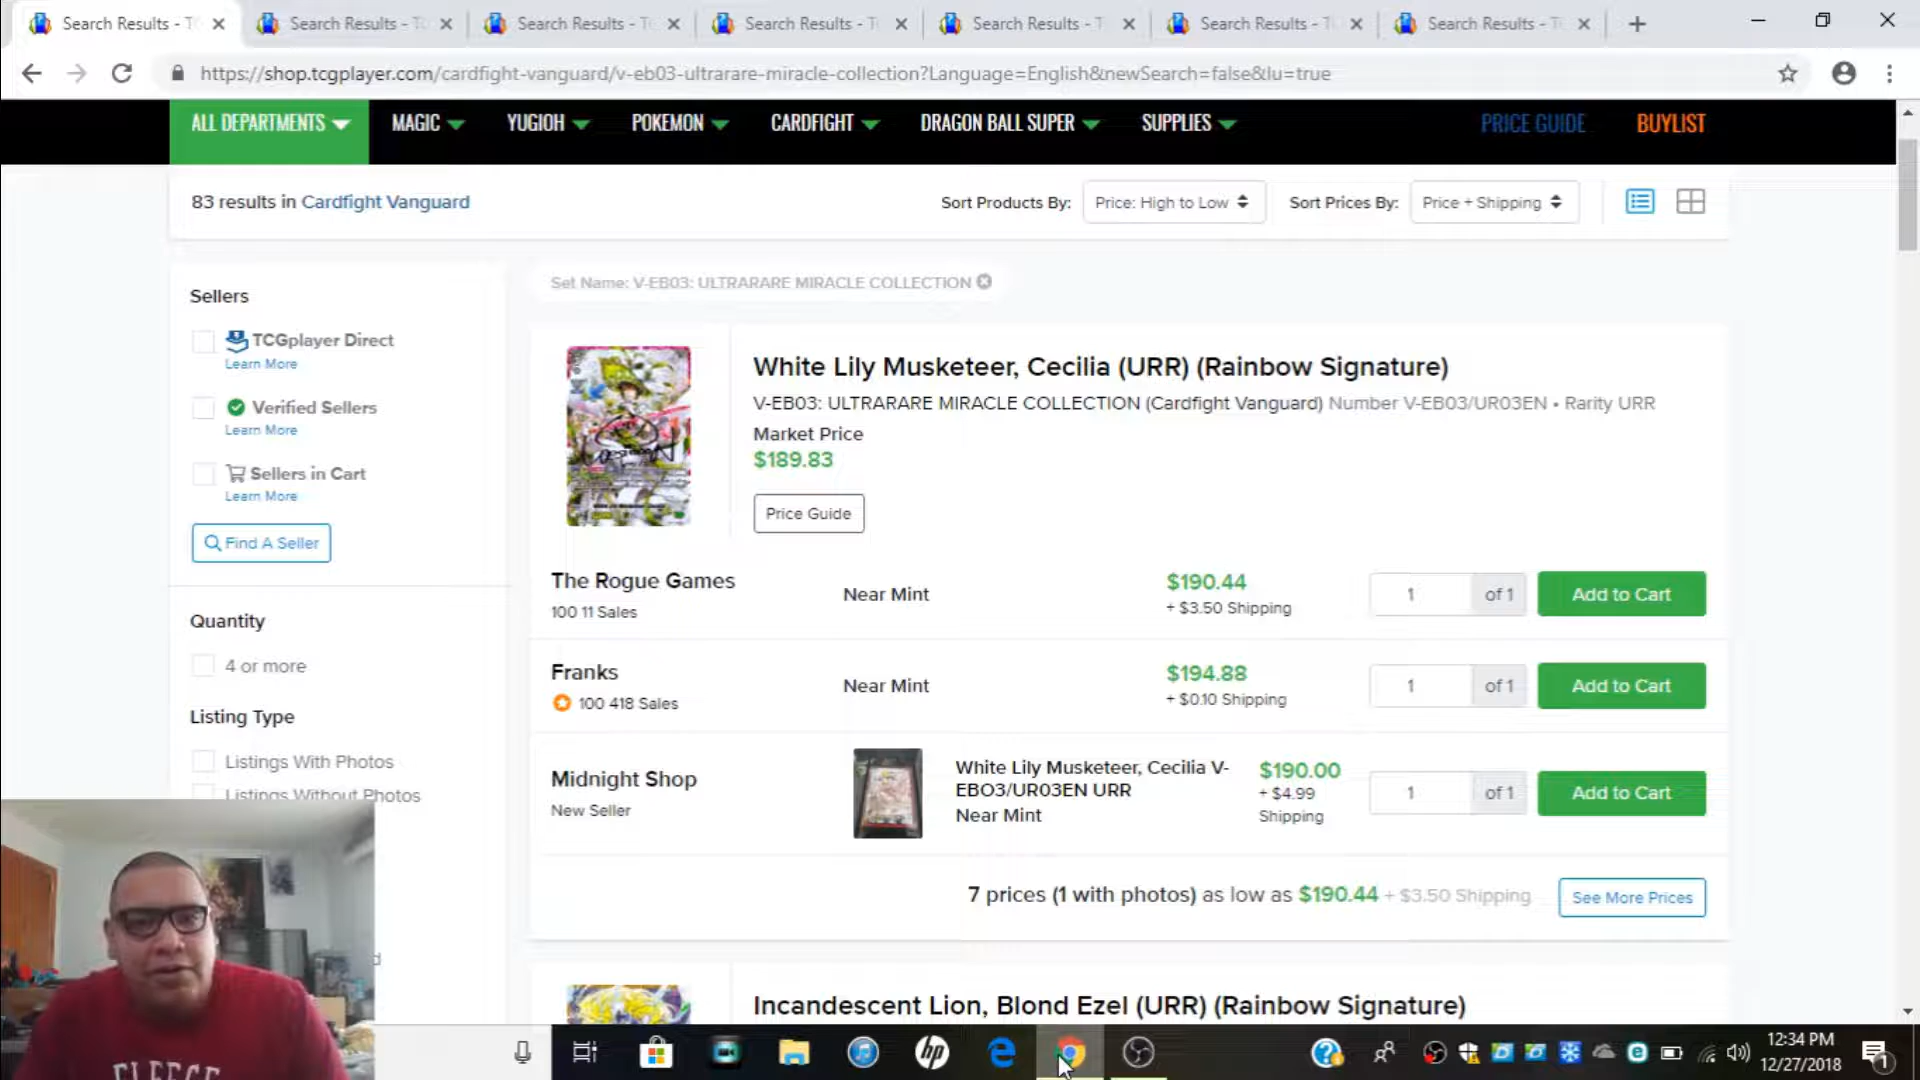 Search Results - T
Search Results - T
Search Results - T
Search Results - T
Search Results - T
Search Results - T
Search Results - T
https://shop.tcgplayer.com/cardfight-vanguard/v-eb03-ultrarare-miracle-collection?Language=English&newSearch=false&lu=true
ALL DEPARTMENTS
MAGIC
YUGIOH
POKEMON
CARDFIGHT
DRAGON BALL SUPER
SUPPLIES
PRICE GUIDE
BUYLIST
83 results in Cardfight Vanguard
Sort Products By:
Price: High to Low
Sort Prices By:
Price + Shipping
Set Name: V-EB03: ULTRARARE MIRACLE COLLECTION
Sellers
TCGplayer Direct
Learn More
Verified Sellers
Learn More
Sellers in Cart
Learn More
Find A Seller
Quantity
4 or more
Listing Type
Listings With Photos
Listings Without Photos
White Lily Musketeer, Cecilia (URR) (Rainbow Signature)
V-EB03: ULTRARARE MIRACLE COLLECTION (Cardfight Vanguard) Number V-EB03/UR03EN • Rarity URR
Market Price
$189.83
Price Guide
The Rogue Games
100 11 Sales
Near Mint
$190.44
+ $3.50 Shipping
1
of 1
Add to Cart
Franks
100 418 Sales
Near Mint
$194.88
+ $0.10 Shipping
1
of 1
Add to Cart
Midnight Shop
New Seller
White Lily Musketeer, Cecilia V-
EBO3/UR03EN URR
Near Mint
$190.00
+ $4.99
Shipping
1
of 1
Add to Cart
7 prices (1 with photos) as low as $190.44 + $3.50 Shipping
See More Prices
Incandescent Lion, Blond Ezel (URR) (Rainbow Signature)
d
FLEECE
hp
12:34 PM
12/27/2018
1